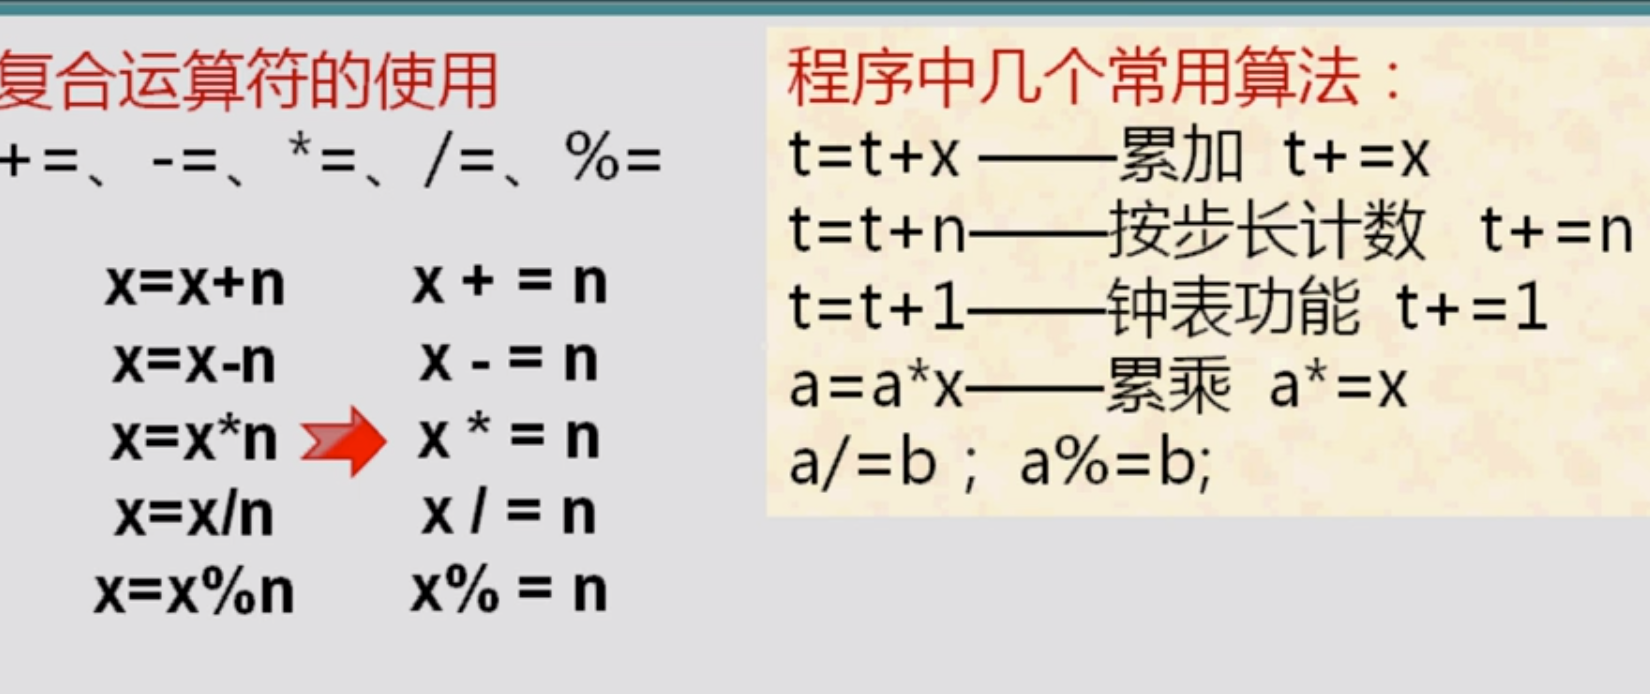 复合运算符的使用
+=、-=、*=、/=、%=
x=x+n x + = n
x=x-n x - = n
x=x*n x * = n
x=x/n x / = n
x=x%n x% = n
程序中几个常用算法：
t=t+x ——累加 t+=x
t=t+n——按步长计数 t+=n
t=t+1——钟表功能 t+=1
a=a*x——累乘 a*=x
a/=b； a%=b;